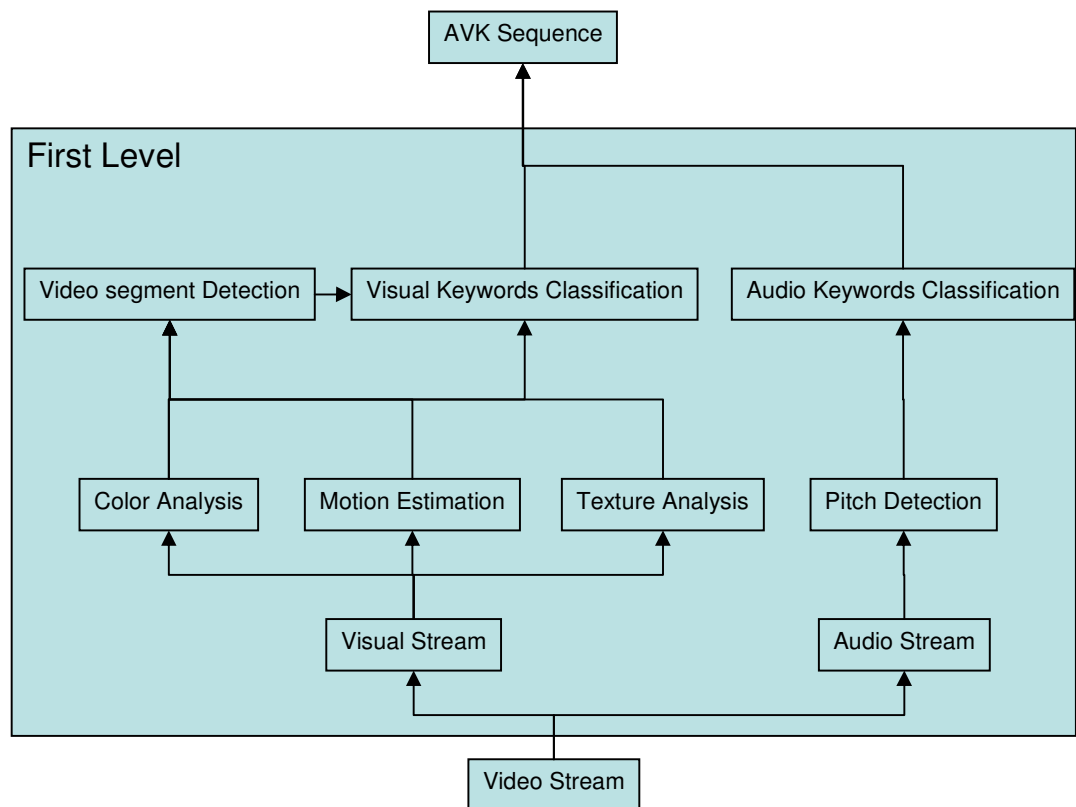 AVK Sequence
First Level
Video segment Detection
Visual Keywords Classification
Audio Keywords Classification
Color Analysis
Motion Estimation
Texture Analysis
Pitch Detection
Visual Stream
Audio Stream
Video Stream